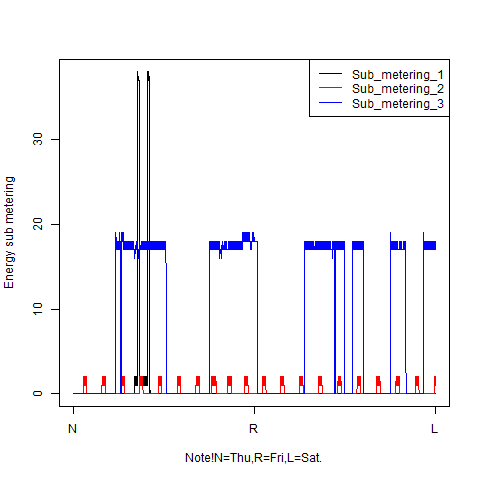 Sub_metering_1
Sub_metering_2
Sub_metering_3
Energy sub metering
30
20
10
0
N R L
Note!N=Thu,R=Fri,L=Sat.